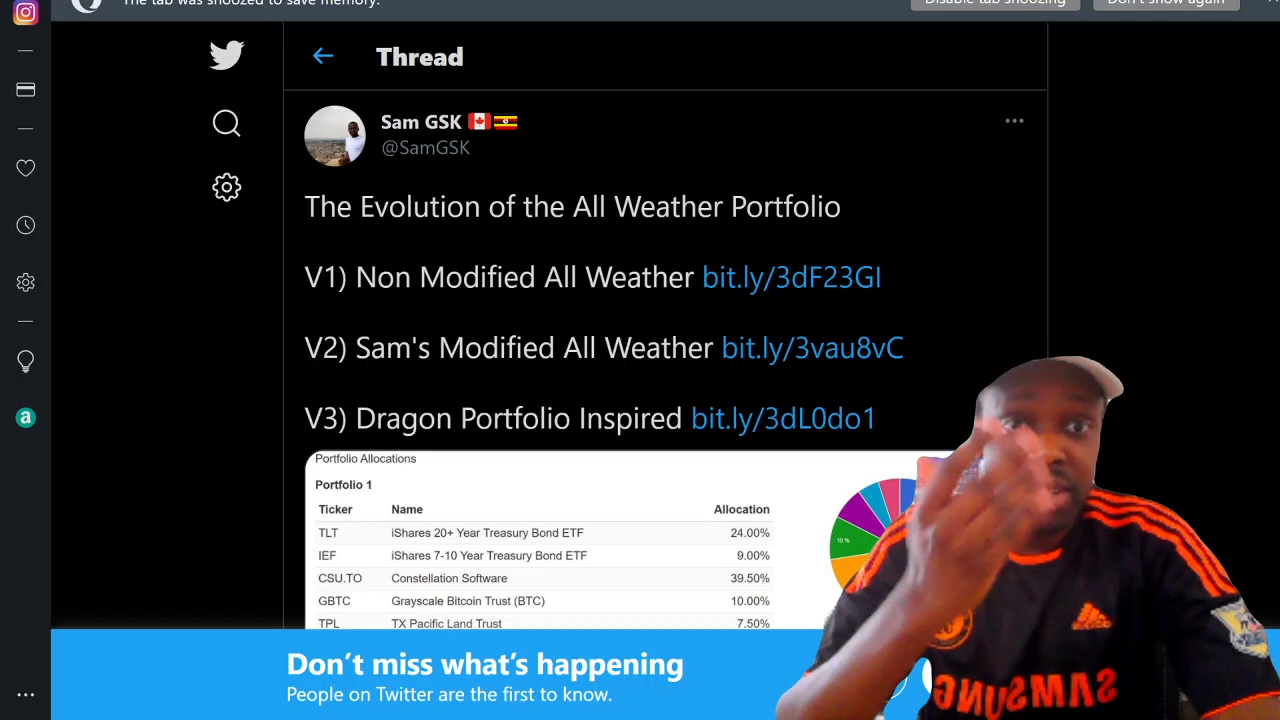 The tab was snoozed to save memory.
Disable tab snoozing
Don't show again
Thread
Sam GSK
@SamGSK
The Evolution of the All Weather Portfolio
V1) Non Modified All Weather bit.ly/3dF23GI
V2) Sam's Modified All Weather bit.ly/3vau8vC
V3) Dragon Portfolio Inspired bit.ly/3dL0do1
Portfolio Allocations
Portfolio 1
Ticker Name Allocation
TLT iShares 20+ Year Treasury Bond ETF 24.00%
IEF iShares 7-10 Year Treasury Bond ETF 9.00%
CSU.TO Constellation Software 39.50%
GBTC Grayscale Bitcoin Trust (BTC) 10.00%
TPL TX Pacific Land Trust 7.50%
10 %
a
Don't miss what's happening
People on Twitter are the first to know.
SAMSUNG